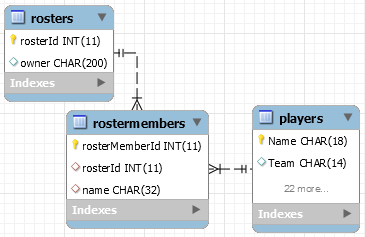 rosters
rosterId INT(11)
owner CHAR(200)
Indexes
rostermembers
rosterMemberId INT(11)
rosterId INT(11)
name CHAR(32)
Indexes
players
Name CHAR(18)
Team CHAR(14)
22 more...
Indexes